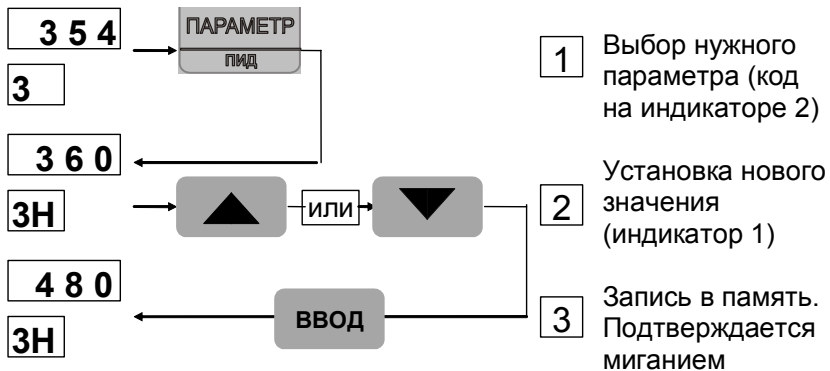 3 5 4
3
ПАРАМЕТР
ПИД
1
Выбор нужного
параметра (код
на индикаторе 2)
3 6 0
3Н
ИЛИ
2
Установка нового
значения
(индикатор 1)
4 8 0
3Н
ВВОД
3
Запись в память.
Подтверждается
миганием